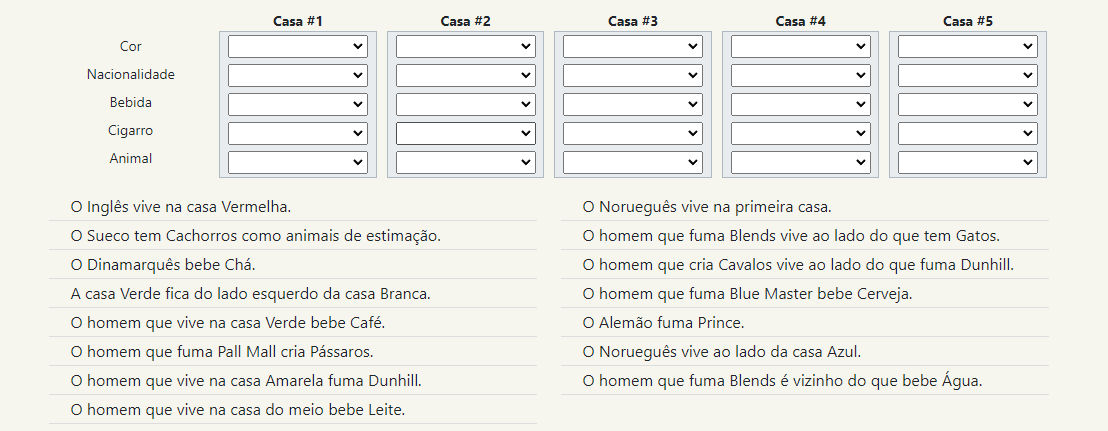 Casa #1 Casa #2 Casa #3 Casa #4 Casa #5
Cor
Nacionalidade
Bebida
Cigarro
Animal
O Inglês vive na casa Vermelha.
O Sueco tem Cachorros como animais de estimação.
O Dinamarquês bebe Chá.
A casa Verde fica do lado esquerdo da casa Branca.
O homem que vive na casa Verde bebe Café.
O homem que fuma Pall Mall cria Pássaros.
O homem que vive na casa Amarela fuma Dunhill.
O homem que vive na casa do meio bebe Leite.
O Norueguês vive na primeira casa.
O homem que fuma Blends vive ao lado do que tem Gatos.
O homem que cria Cavalos vive ao lado do que fuma Dunhill.
O homem que fuma Blue Master bebe Cerveja.
O Alemão fuma Prince.
O Norueguês vive ao lado da casa Azul.
O homem que fuma Blends é vizinho do que bebe Água.